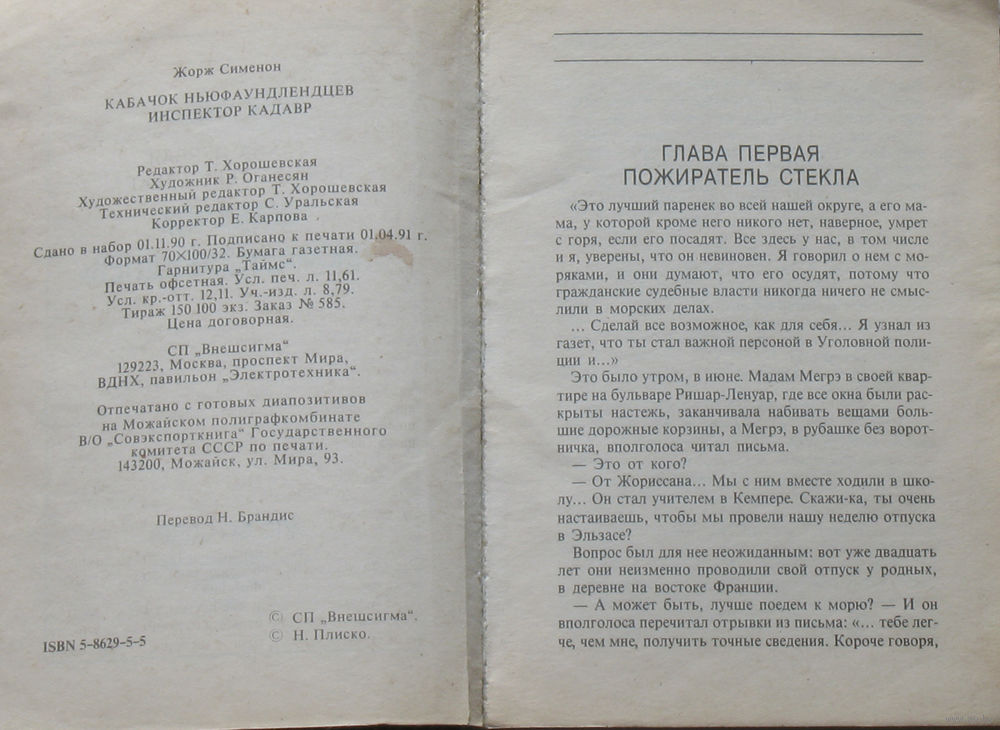 Жорж Сименон
КАБАЧОК НЬЮФАУНДЛЕНДЦЕВ
ИНСПЕКТОР КАДАВР
Редактор Т. Хорошевская
Художник Р. Оганесян
Художественный редактор Т. Хорошевская
Технический редактор С. Уральская
Корректор Е. Карпова
Сдано в набор 01.11.90 г. Подписано к печати 01.04.91 г.
Формат 70×100/32. Бумага газетная.
Гарнитура „Таймс“.
Печать офсетная. Усл. печ. л. 11,61.
Усл. кр.-отт. 12,11. Уч.-изд. л. 8,79.
Тираж 150 100 экз. Заказ № 585.
Цена договорная.
СП „Внешсигма“
129223, Москва, проспект Мира,
ВДНХ, павильон „Электротехника“.
Отпечатано с готовых диапозитивов
на Можайском полиграфкомбинате
В/О „Совэкспорткнига“ Государственного
комитета СССР по печати.
143200, Можайск, ул. Мира, 93.
Перевод Н. Брандис
© СП „Внешсигма“.
© Н. Плиско.
ISBN 5-8629-5-5
ГЛАВА ПЕРВАЯ
ПОЖИРАТЕЛЬ СТЕКЛА
«Это лучший паренек во всей нашей округе, а его ма-
ма, у которой кроме него никого нет, наверное, умрет
с горя, если его посадят. Все здесь у нас, в том числе
и я, уверены, что он невиновен. Я говорил о нем с мо-
ряками, и они думают, что его осудят, потому что
гражданские судебные власти никогда ничего не смыс-
лили в морских делах.
... Сделай все возможное, как для себя... Я узнал из
газет, что ты стал важной персоной в Уголовной поли-
ции и...»
Это было утром, в июне. Мадам Мегрэ в своей квар-
тире на бульваре Ришар-Ленуар, где все окна были рас-
крыты настежь, заканчивала набивать вещами боль-
шие дорожные корзины, а Мегрэ, в рубашке без ворот-
ничка, вполголоса читал письма.
— Это от кого?
— От Жориссана... Мы с ним вместе ходили в шко-
лу... Он стал учителем в Кемпере. Скажи-ка, ты очень
настаиваешь, чтобы мы провели нашу неделю отпуска
в Эльзасе?
Вопрос был для нее неожиданным: вот уже двадцать
лет они неизменно проводили свой отпуск у родных,
в деревне на востоке Франции.
— А может быть, лучше поедем к морю? — И он
вполголоса перечитал отрывки из письма: «... тебе лег-
че, чем мне, получить точные сведения. Короче говоря,